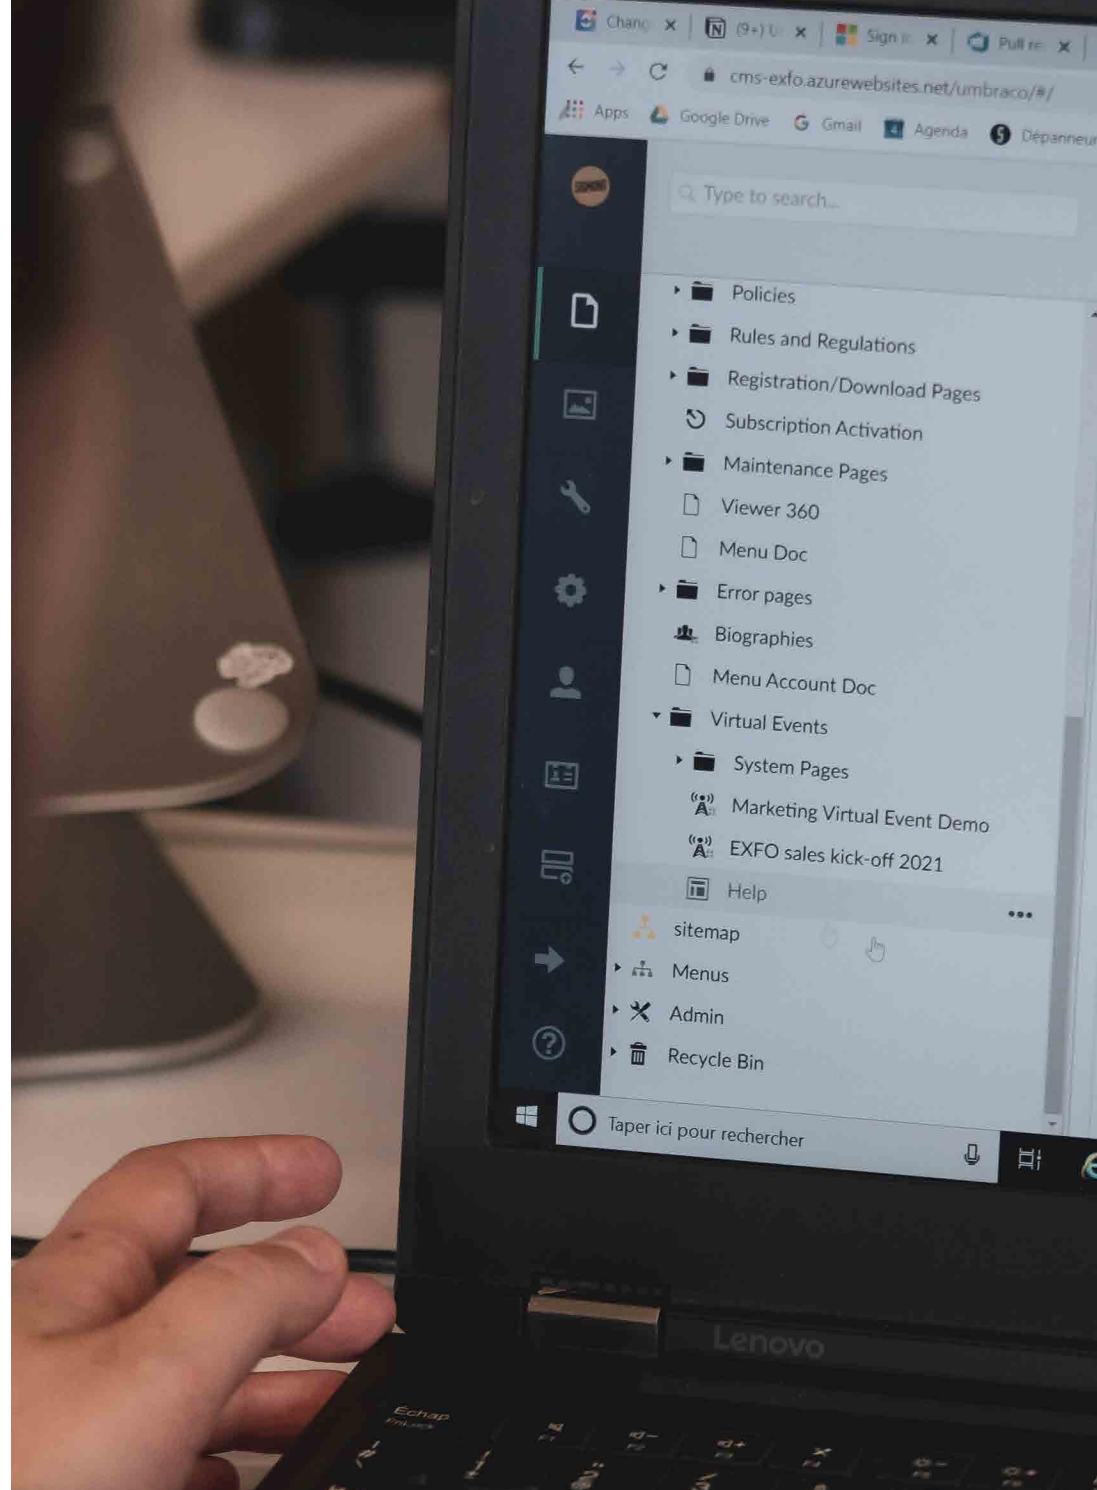 Chang
(9+) U
Sign i
Pull re
cms-exfo.azurewebsites.net/umbraco/#/
Apps Google Drive Gmail Agenda Dépanneur
Type to search...
Policies
Rules and Regulations
Registration/Download Pages
Subscription Activation
Maintenance Pages
Viewer 360
Menu Doc
Error pages
Biographies
Menu Account Doc
Virtual Events
System Pages
Marketing Virtual Event Demo
EXFO sales kick-off 2021
Help
sitemap
Menus
Admin
Recycle Bin
Taper ici pour rechercher
Lenovo
Échap